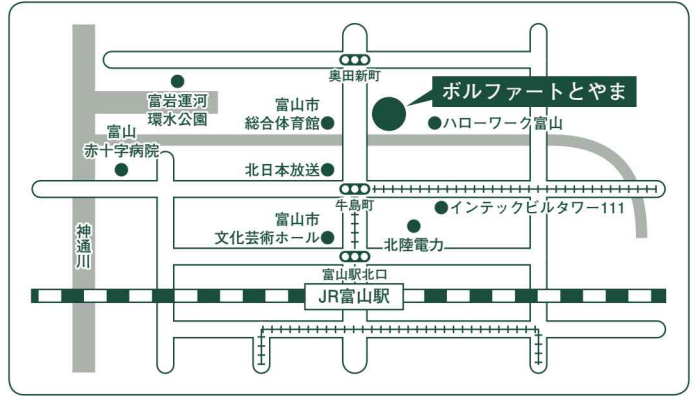 奥田新町
ボルファートとやま
富岩運河
環水公園
富山市
総合体育館
ハローワーク富山
富山
赤十字病院
北日本放送
牛島町
インテックビルタワー111
富山市
文化芸術ホール
北陸電力
神通川
富山駅北口
JR富山駅